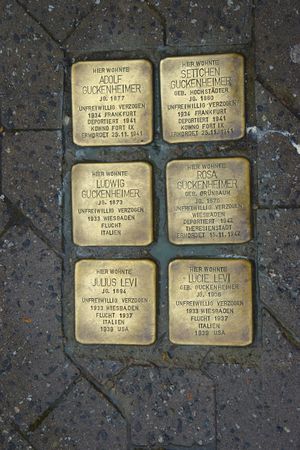 HIER WOHNTE
ADOLF
GUCKENHEIMER
JG. 1877
UNFREIWILLIG VERZOGEN
1934 FRANKFURT
DEPORTIERT 1941
KOWNO FORT IX
ERMORDET 25.11.1941
HIER WOHNTE
SETTCHEN
GUCKENHEIMER
GEB. HOCHSTÄDTER
JG. 1883
UNFREIWILLIG VERZOGEN
1934 FRANKFURT
DEPORTIERT 1941
KOWNO FORT IX
ERMORDET 25.11.1941
HIER WOHNTE
LUDWIG
GUCKENHEIMER
JG. 1873
UNFREIWILLIG VERZOGEN
1933 WIESBADEN
FLUCHT
ITALIEN
HIER WOHNTE
ROSA
GUCKENHEIMER
GEB. GRÜNBAUM
JG. 1875
UNFREIWILLIG VERZOGEN
WIESBADEN
DEPORTIERT 1942
THERESIENSTADT
ERMORDET 11.1942
HIER WOHNTE
JULIUS LEVI
JG. 1894
UNFREIWILLIG VERZOGEN
1933 WIESBADEN
FLUCHT 1937
ITALIEN
1939 USA
HIER WOHNTE
LUCIE LEVI
GEB. GUCKENHEIMER
JG. 1906
UNFREIWILLIG VERZOGEN
1933 WIESBADEN
FLUCHT 1937
ITALIEN
1939 USA